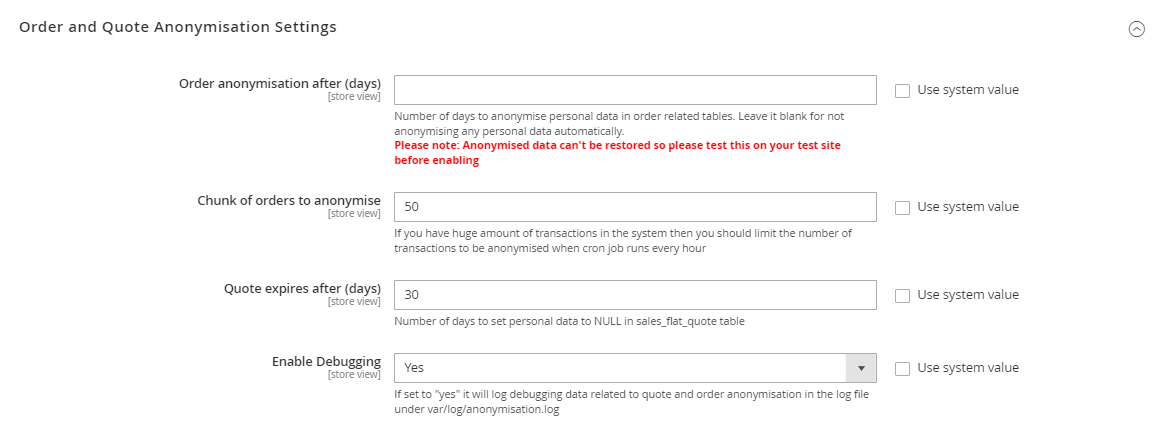 Order and Quote Anonymisation Settings
Order anonymisation after (days)
[store view]
Use system value
Number of days to anonymise personal data in order related tables. Leave it blank for not
anonymising any personal data automatically.
Please note: Anonymised data can't be restored so please test this on your test site
before enabling
Chunk of orders to anonymise
[store view]
50
Use system value
If you have huge amount of transactions in the system then you should limit the number of
transactions to be anonymised when cron job runs every hour
Quote expires after (days)
[store view]
30
Use system value
Number of days to set personal data to NULL in sales_flat_quote table
Enable Debugging
[store view]
Yes
Use system value
If set to "yes" it will log debugging data related to quote and order anonymisation in the log file
under var/log/anonymisation.log